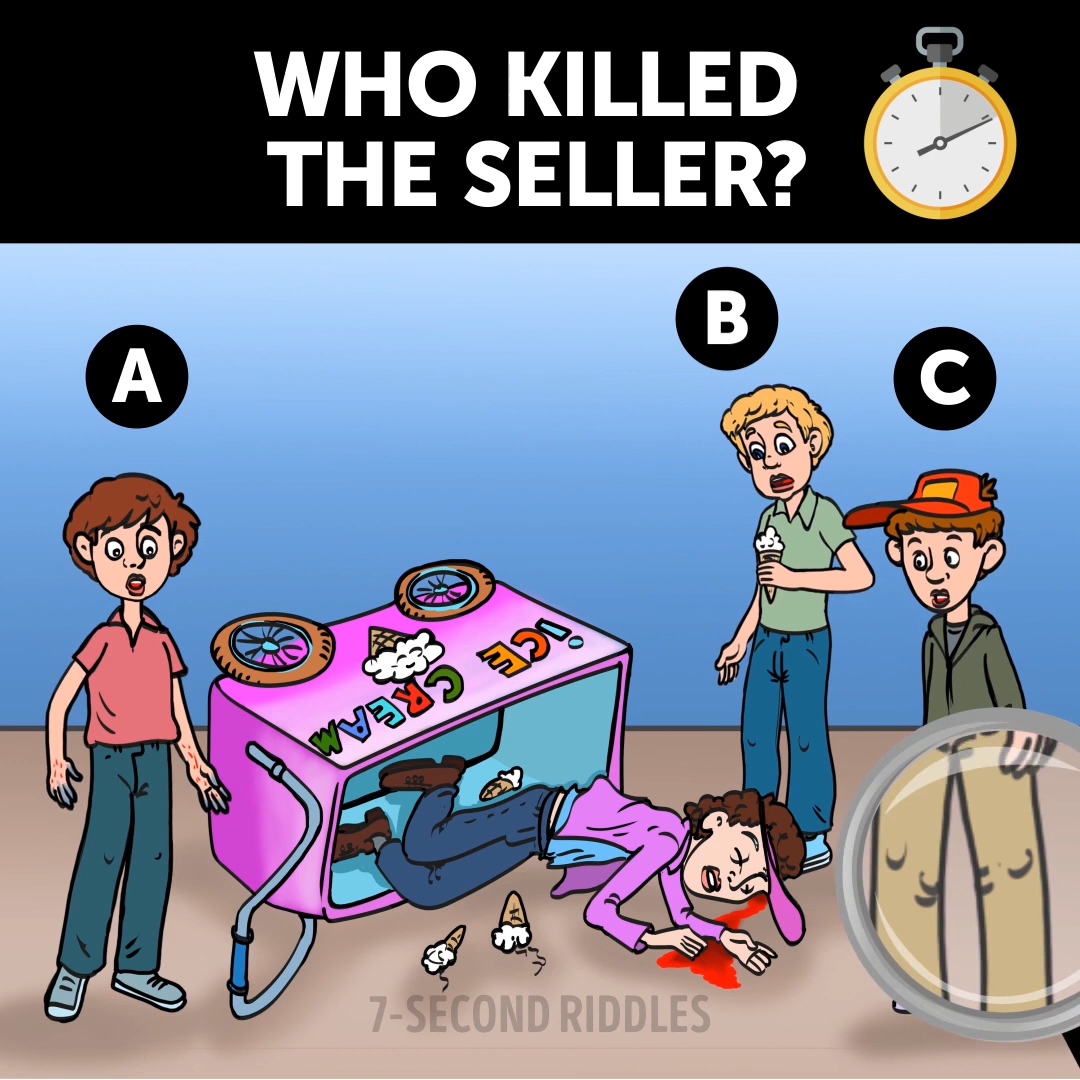 WHO KILLED
THE SELLER?
A
B
C
ICE
CREAM
7-SECOND RIDDLES